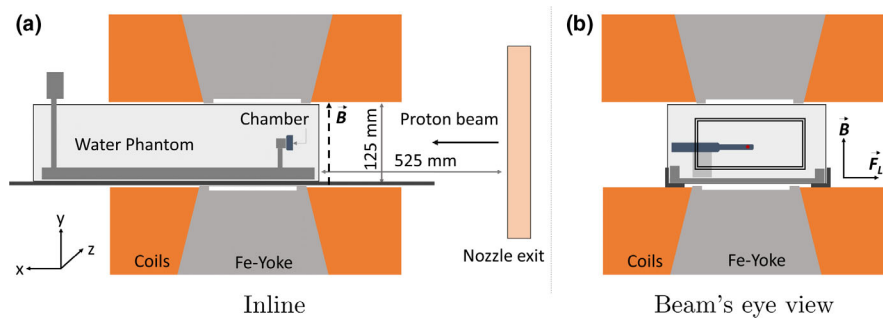 (a)
Chamber
Water Phantom
B
125 mm
Proton beam
525 mm
y
z
x
Coils
Fe-Yoke
Nozzle exit
Inline
(b)
B
F_L
Coils
Fe-Yoke
Beam's eye view